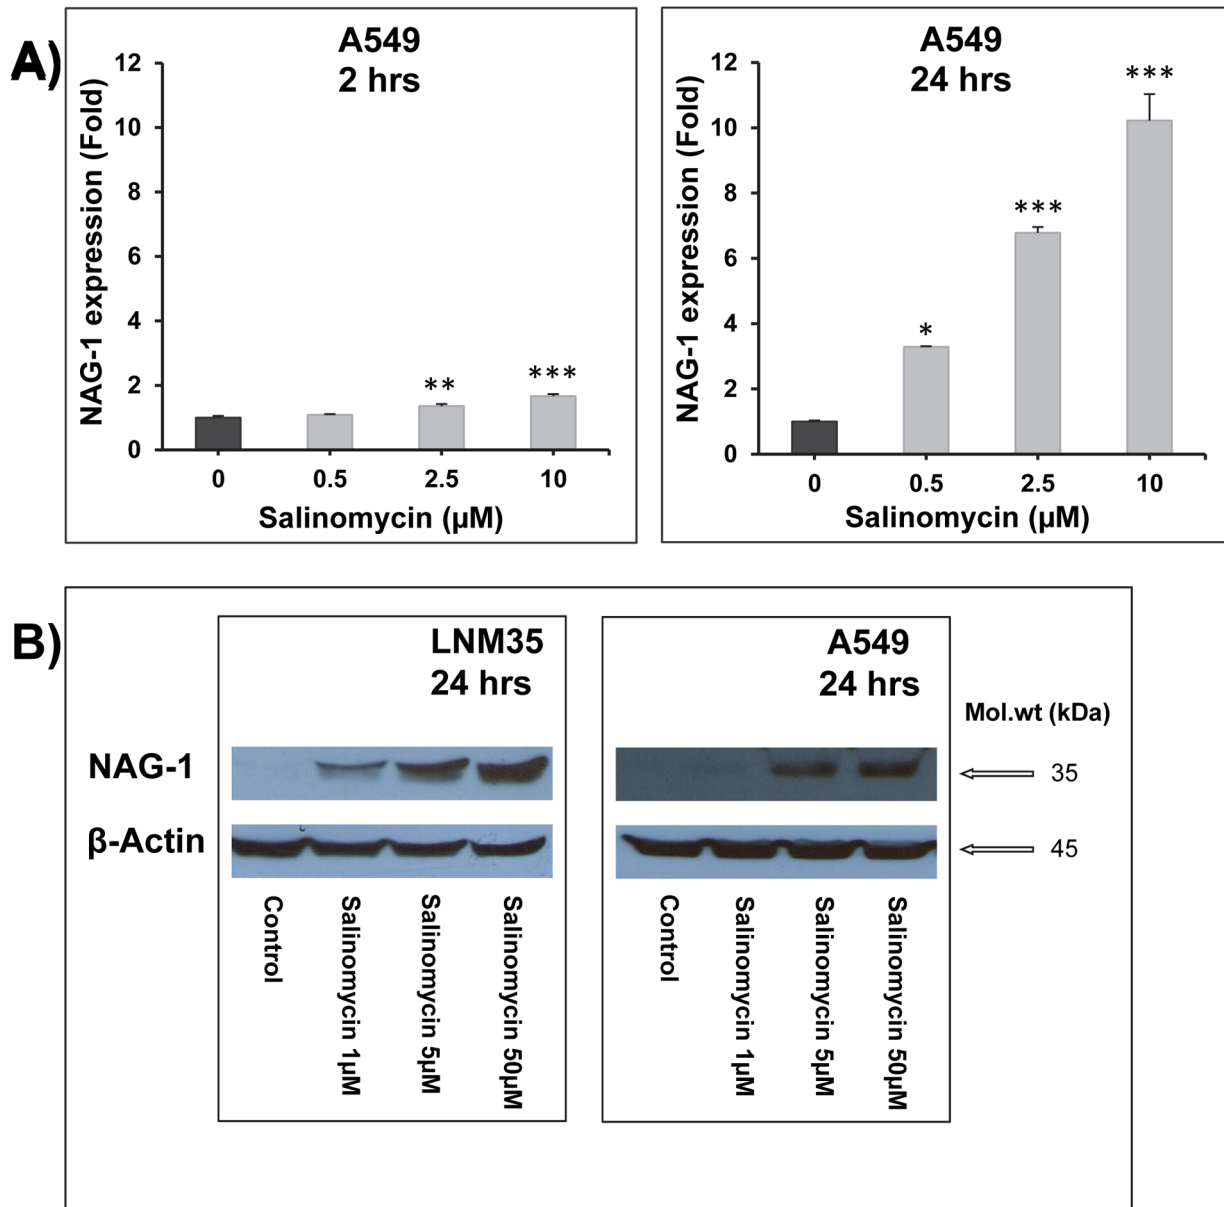 A)
A549
2 hrs
NAG-1 expression (Fold)
12
10
8
6
4
2
0
**
***
0 0.5 2.5 10
Salinomycin (µM)
A549
24 hrs
NAG-1 expression (Fold)
12
10
8
6
4
2
0
*
***
***
0 0.5 2.5 10
Salinomycin (µM)
B)
LNM35
24 hrs
A549
24 hrs
Mol.wt (kDa)
NAG-1
35
β-Actin
45
Control
Salinomycin 1µM
Salinomycin 5µM
Salinomycin 50µM
Control
Salinomycin 1µM
Salinomycin 5µM
Salinomycin 50µM